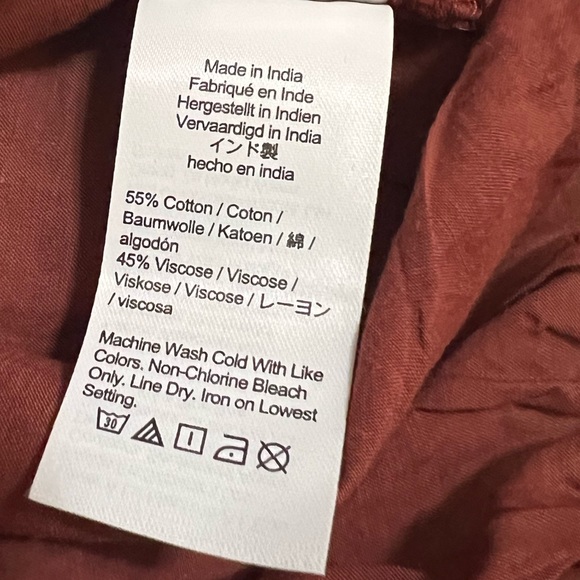 Made in India
Fabriqué en Inde
Hergestellt in Indien
Vervaardigd in India
インド製
hecho en india
55% Cotton / Coton /
Baumwolle / Katoen / 綿 /
algodón
45% Viscose / Viscose /
Viskose / Viscose / レーヨン
/ viscosa
Machine Wash Cold With Like
Colors. Non-Chlorine Bleach
Only. Line Dry. Iron on Lowest
Setting.
30